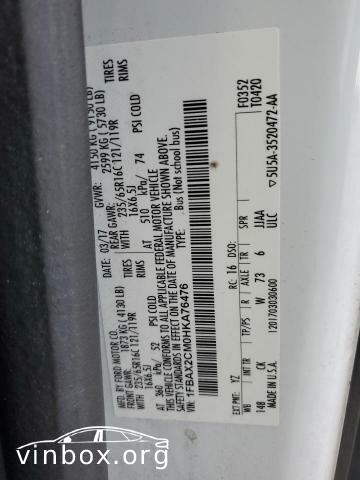 MFD. BY FORD MOTOR CO. IN U.S.A.
DATE: 03/17 GVWR: 4150 KG ( 9150 LB)
FRONT GAWR: 1873 KG ( 4130 LB) REAR GAWR: 2599 KG ( 5730 LB)
235/65R16C 121/119R WITH 235/65R16C 121/119R TIRES
16X6.5J 16X6.5J RIMS
AT 360 kPa/ 52 PSI COLD AT 510 kPa/ 74 PSI COLD
THIS VEHICLE CONFORMS TO ALL APPLICABLE FEDERAL MOTOR VEHICLE
SAFETY STANDARDS IN EFFECT ON THE DATE OF MANUFACTURE SHOWN ABOVE.
VIN: 1FBAX2CM0HKA76476
TYPE: Bus (Not school bus)
F0352
T0420
EXT PNT: YZ RC: 16 DSO:
WB INT TR TP/PS R AXLE TR SPR
148 CK W 73 6 JJAA
ULC
1201703030600
▽5U5A-3520472-AA
vinbox.org